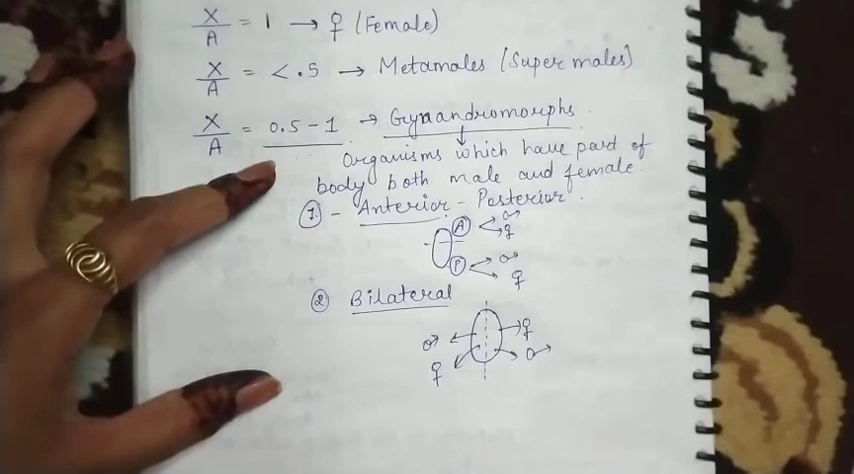 X/A = 1 → ♀ (Female)
X/A = < .5 → Metamales (Super males)
X/A = 0.5 - 1 → Gynandromorphs.
Organisms which have part of
body both male and female.
① - Anterior - Posterior.
A ♂ ♀
P ♂ ♀
② Bilateral
♂ ♀
♀ ♂